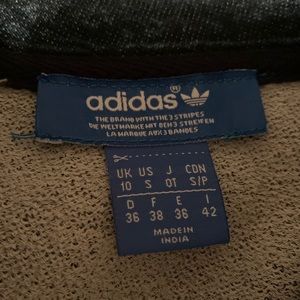 adidas®
THE BRAND WITH THE 3 STRIPES
DIE WELTMARKE MIT DEN 3 STREIFEN
LA MARQUE AUX 3 BANDES
UK US J CDN
10 S OT S/P
D F E I
36 38 36 42
MADE IN
INDIA